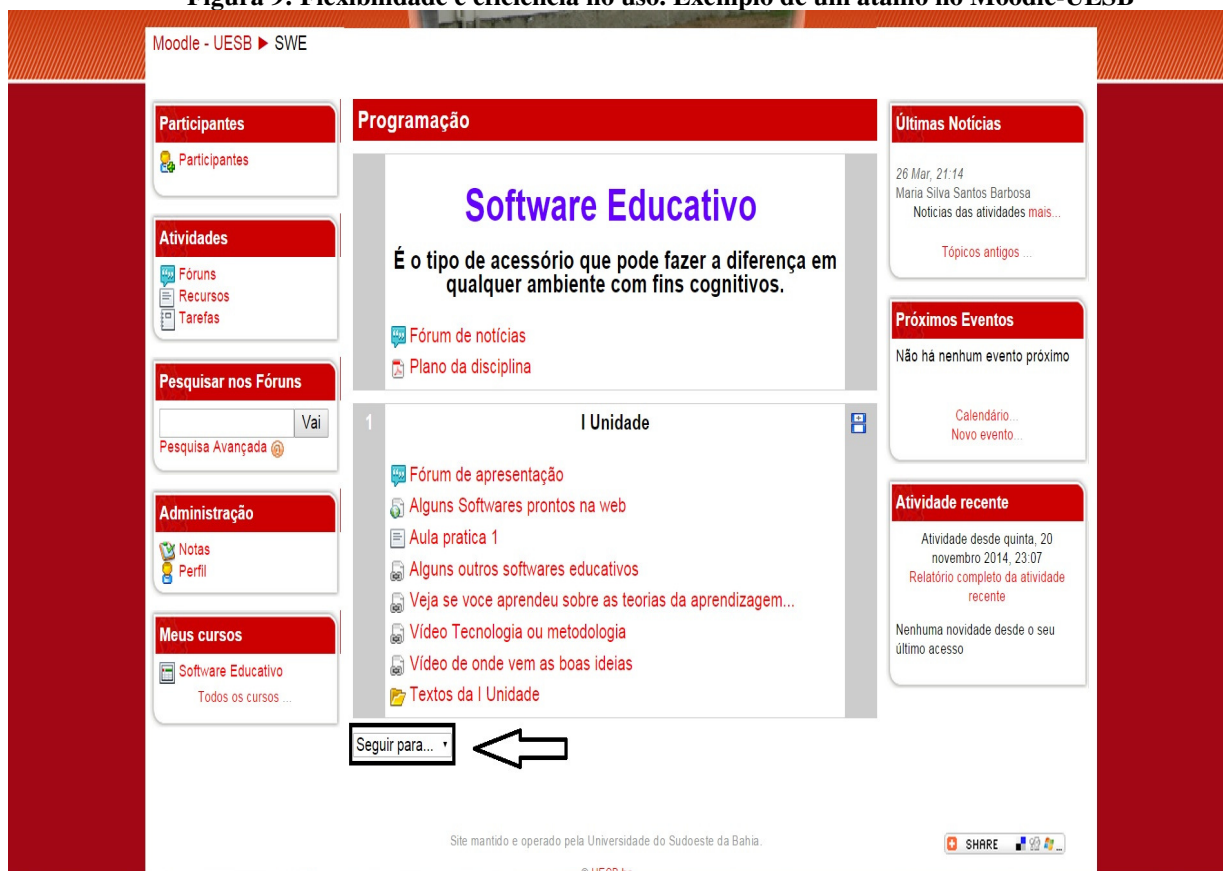 Figura 9: Flexibilidade e eficiência no uso. Exemplo de um atalho no Moodle-UESB
Moodle - UESB ► SWE
Participantes
Participantes
Atividades
Fóruns
Recursos
Tarefas
Pesquisar nos Fóruns
Vai
Pesquisa Avançada
Administração
Notas
Perfil
Meus cursos
Software Educativo
Todos os cursos ...
Programação
Software Educativo
É o tipo de acessório que pode fazer a diferença em
qualquer ambiente com fins cognitivos.
Fórum de notícias
Plano da disciplina
1
I Unidade
Fórum de apresentação
Alguns Softwares prontos na web
Aula pratica 1
Alguns outros softwares educativos
Veja se voce aprendeu sobre as teorias da aprendizagem...
Vídeo Tecnologia ou metodologia
Vídeo de onde vem as boas ideias
Textos da I Unidade
Seguir para...
Últimas Notícias
26 Mar, 21:14
Maria Silva Santos Barbosa
Noticias das atividades mais...
Tópicos antigos ...
Próximos Eventos
Não há nenhum evento próximo
Calendário...
Novo evento...
Atividade recente
Atividade desde quinta, 20
novembro 2014, 23:07
Relatório completo da atividade
recente
Nenhuma novidade desde o seu
último acesso
Site mantido e operado pela Universidade do Sudoeste da Bahia.
SHARE